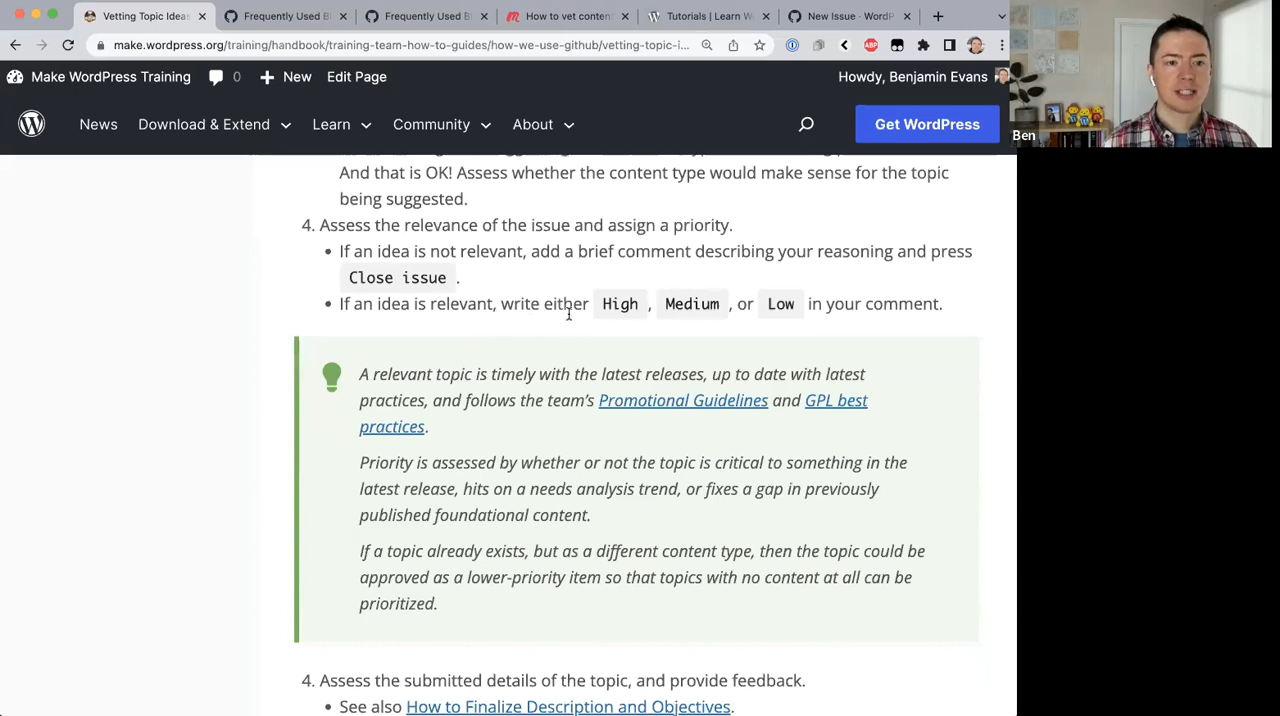 Vetting Topic Ideas
Frequently Used Bl
Frequently Used Bl
How to vet conten
Tutorials | Learn W
New Issue · WordP
make.wordpress.org/training/handbook/training-team-how-to-guides/how-we-use-github/vetting-topic-i...
ABP
Make WordPress Training
0
New
Edit Page
Howdy, Benjamin Evans
News
Download & Extend
Learn
Community
About
Get WordPress
Ben
And that is OK! Assess whether the content type would make sense for the topic
being suggested.
4. Assess the relevance of the issue and assign a priority.
• If an idea is not relevant, add a brief comment describing your reasoning and press
Close issue .
• If an idea is relevant, write either High , Medium , or Low in your comment.
A relevant topic is timely with the latest releases, up to date with latest
practices, and follows the team’s Promotional Guidelines and GPL best
practices.
Priority is assessed by whether or not the topic is critical to something in the
latest release, hits on a needs analysis trend, or fixes a gap in previously
published foundational content.
If a topic already exists, but as a different content type, then the topic could be
approved as a lower-priority item so that topics with no content at all can be
prioritized.
4. Assess the submitted details of the topic, and provide feedback.
• See also How to Finalize Description and Objectives.